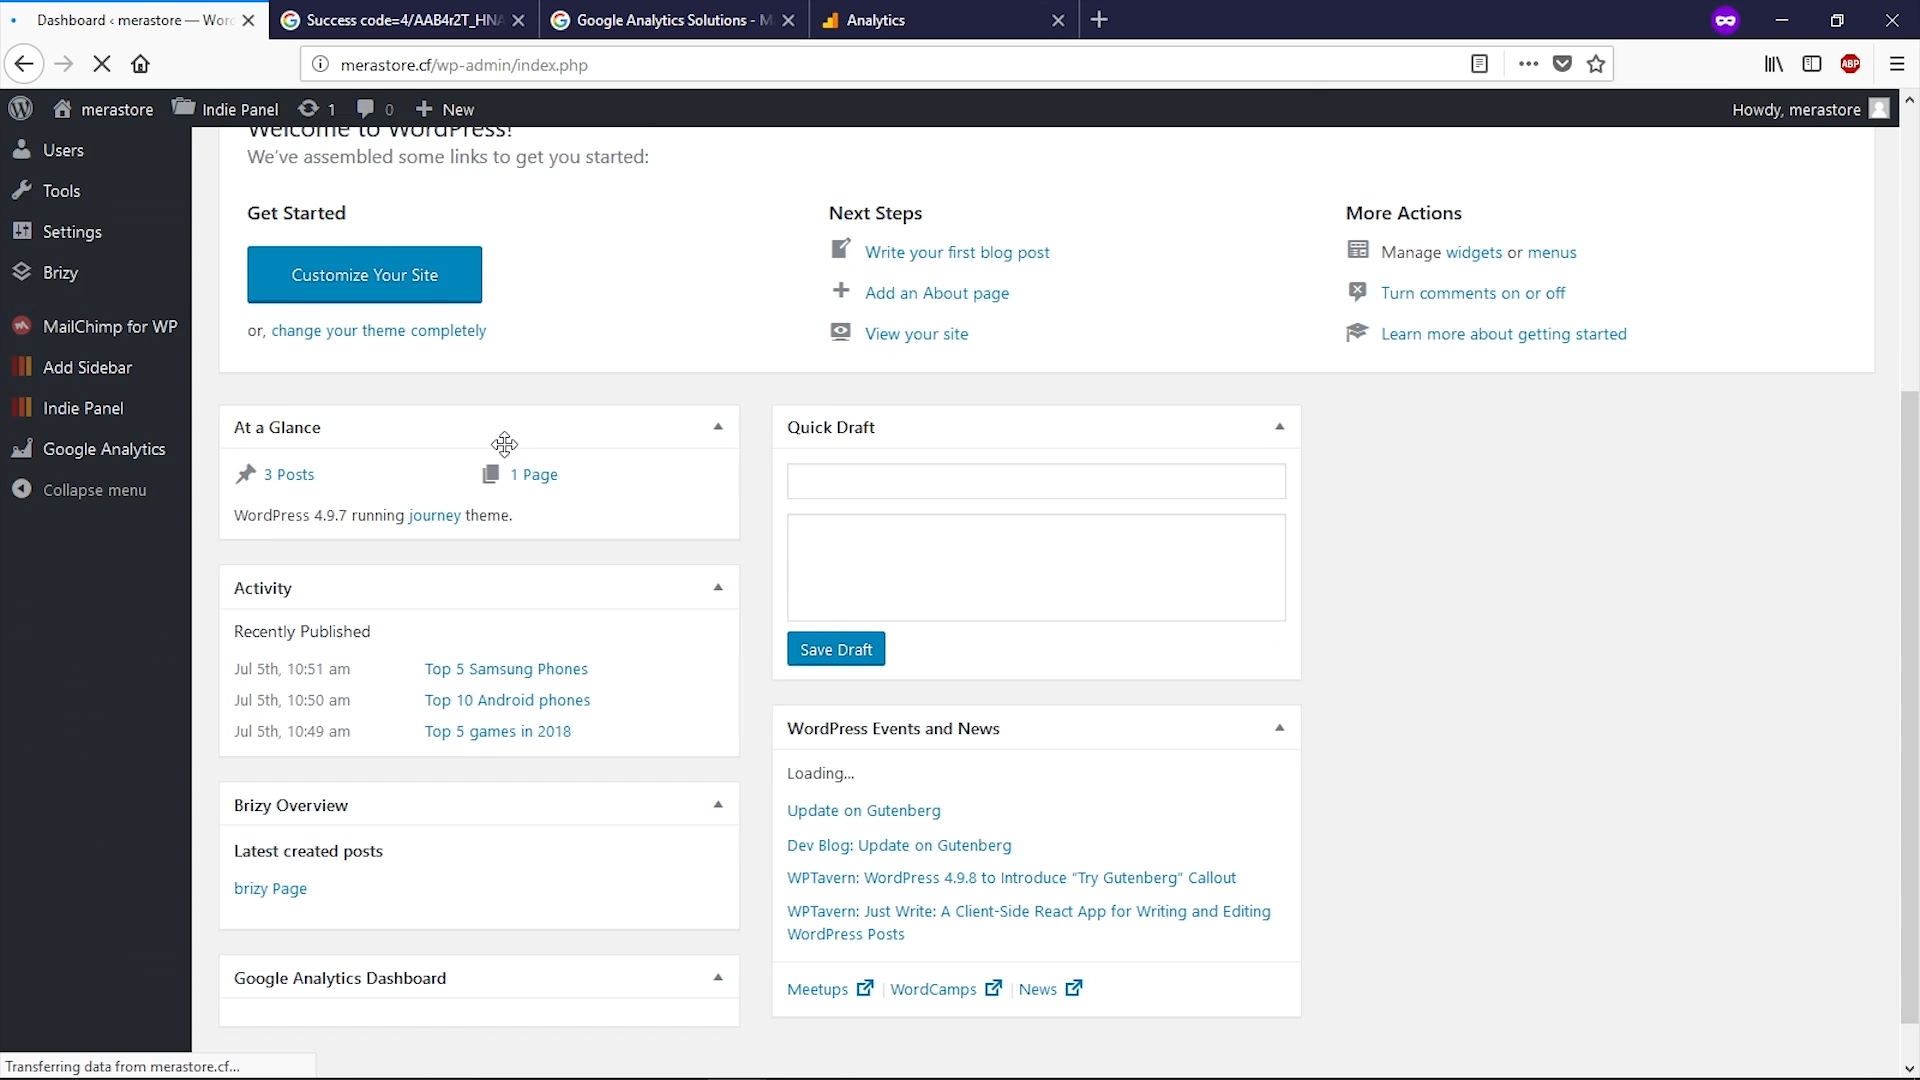 Dashboard ‹ merastore — Wor
Success code=4/AAB4r2T_HNA
Google Analytics Solutions - M
Analytics
merastore.cf/wp-admin/index.php
ABP
merastore
Indie Panel
1
0
New
Howdy, merastore
Users
Tools
Settings
Brizy
MailChimp for WP
Add Sidebar
Indie Panel
Google Analytics
Collapse menu
Welcome to WordPress!
We've assembled some links to get you started:
Get Started
Customize Your Site
or, change your theme completely
Next Steps
Write your first blog post
Add an About page
View your site
More Actions
Manage widgets or menus
Turn comments on or off
Learn more about getting started
At a Glance
3 Posts
1 Page
WordPress 4.9.7 running journey theme.
Activity
Recently Published
Jul 5th, 10:51 am Top 5 Samsung Phones
Jul 5th, 10:50 am Top 10 Android phones
Jul 5th, 10:49 am Top 5 games in 2018
Brizy Overview
Latest created posts
brizy Page
Google Analytics Dashboard
Quick Draft
Save Draft
WordPress Events and News
Loading...
Update on Gutenberg
Dev Blog: Update on Gutenberg
WPTavern: WordPress 4.9.8 to Introduce “Try Gutenberg” Callout
WPTavern: Just Write: A Client-Side React App for Writing and Editing
WordPress Posts
Meetups | WordCamps | News
Transferring data from merastore.cf...